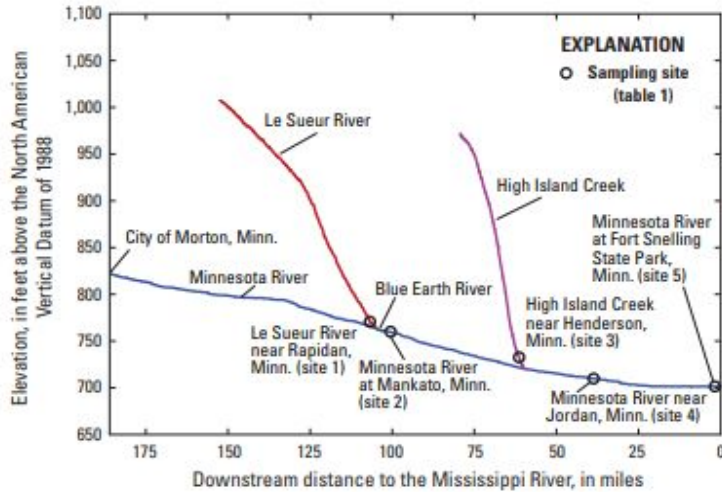 1,100
1,050
1,000
950
900
850
800
750
700
650
Elevation, in feet above the North American
Vertical Datum of 1988
EXPLANATION
Sampling site
(table 1)
Le Sueur River
High Island Creek
City of Morton, Minn.
Minnesota River
Minnesota River
at Fort Snelling
State Park,
Minn. (site 5)
Blue Earth River
Le Sueur River
near Rapidan,
Minn. (site 1)
Minnesota River
at Mankato, Minn.
(site 2)
High Island Creek
near Henderson,
Minn. (site 3)
Minnesota River near
Jordan, Minn. (site 4)
175
150
125
100
75
50
25
0
Downstream distance to the Mississippi River, in miles